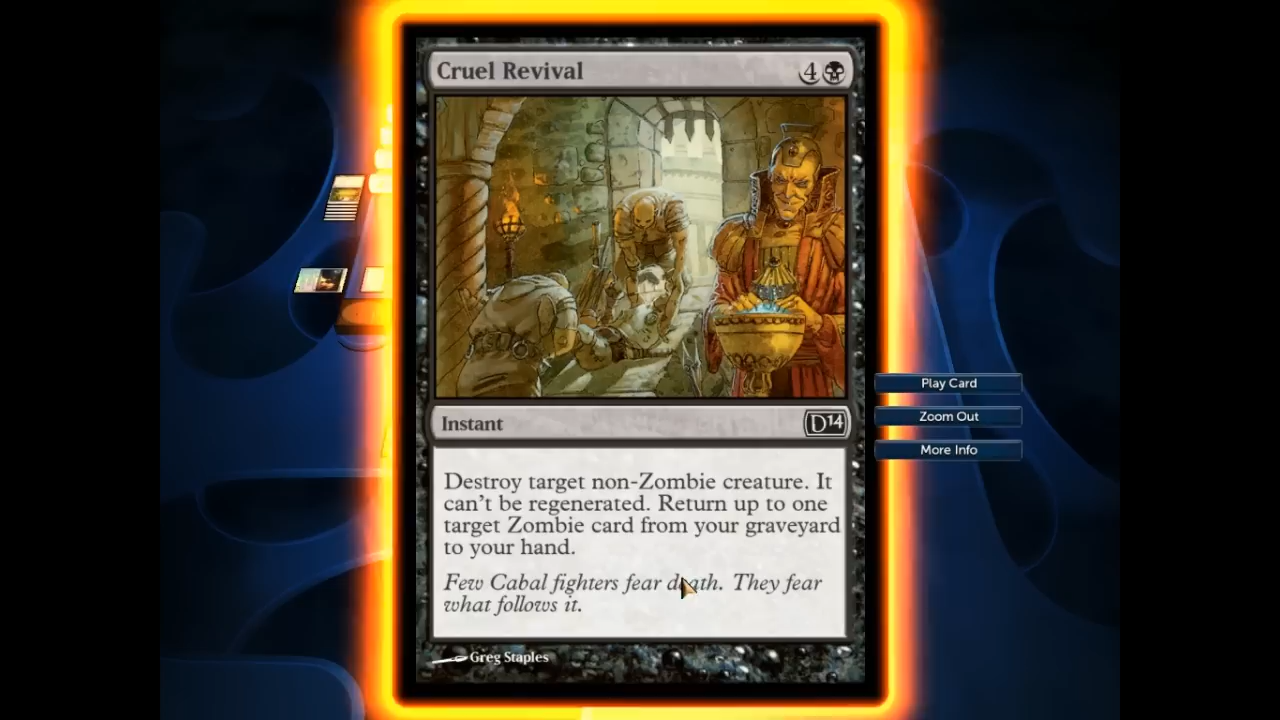 Cruel Revival 4
Instant D14
Play Card
Zoom Out
More Info
Destroy target non-Zombie creature. It
can't be regenerated. Return up to one
target Zombie card from your graveyard
to your hand.
Few Cabal fighters fear death. They fear
what follows it.
Greg Staples